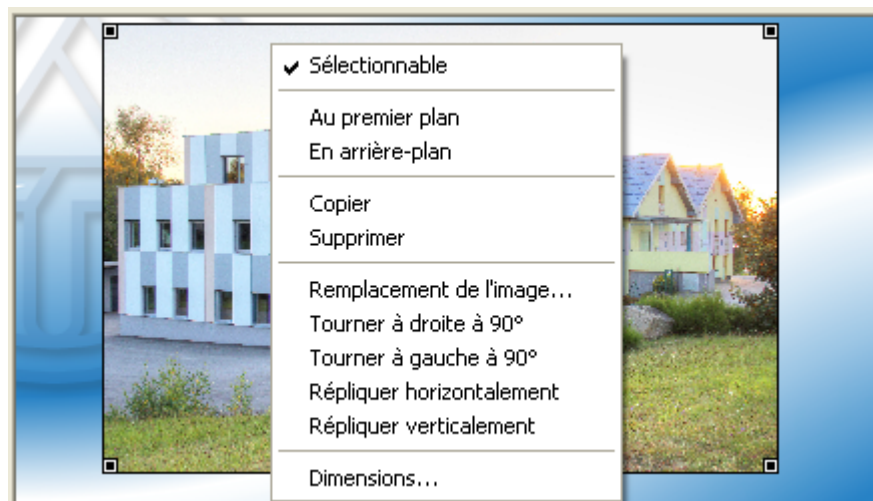 Sélectionnable
Au premier plan
En arrière-plan
Copier
Supprimer
Remplacement de l'image...
Tourner à droite à 90°
Tourner à gauche à 90°
Répliquer horizontalement
Répliquer verticalement
Dimensions...